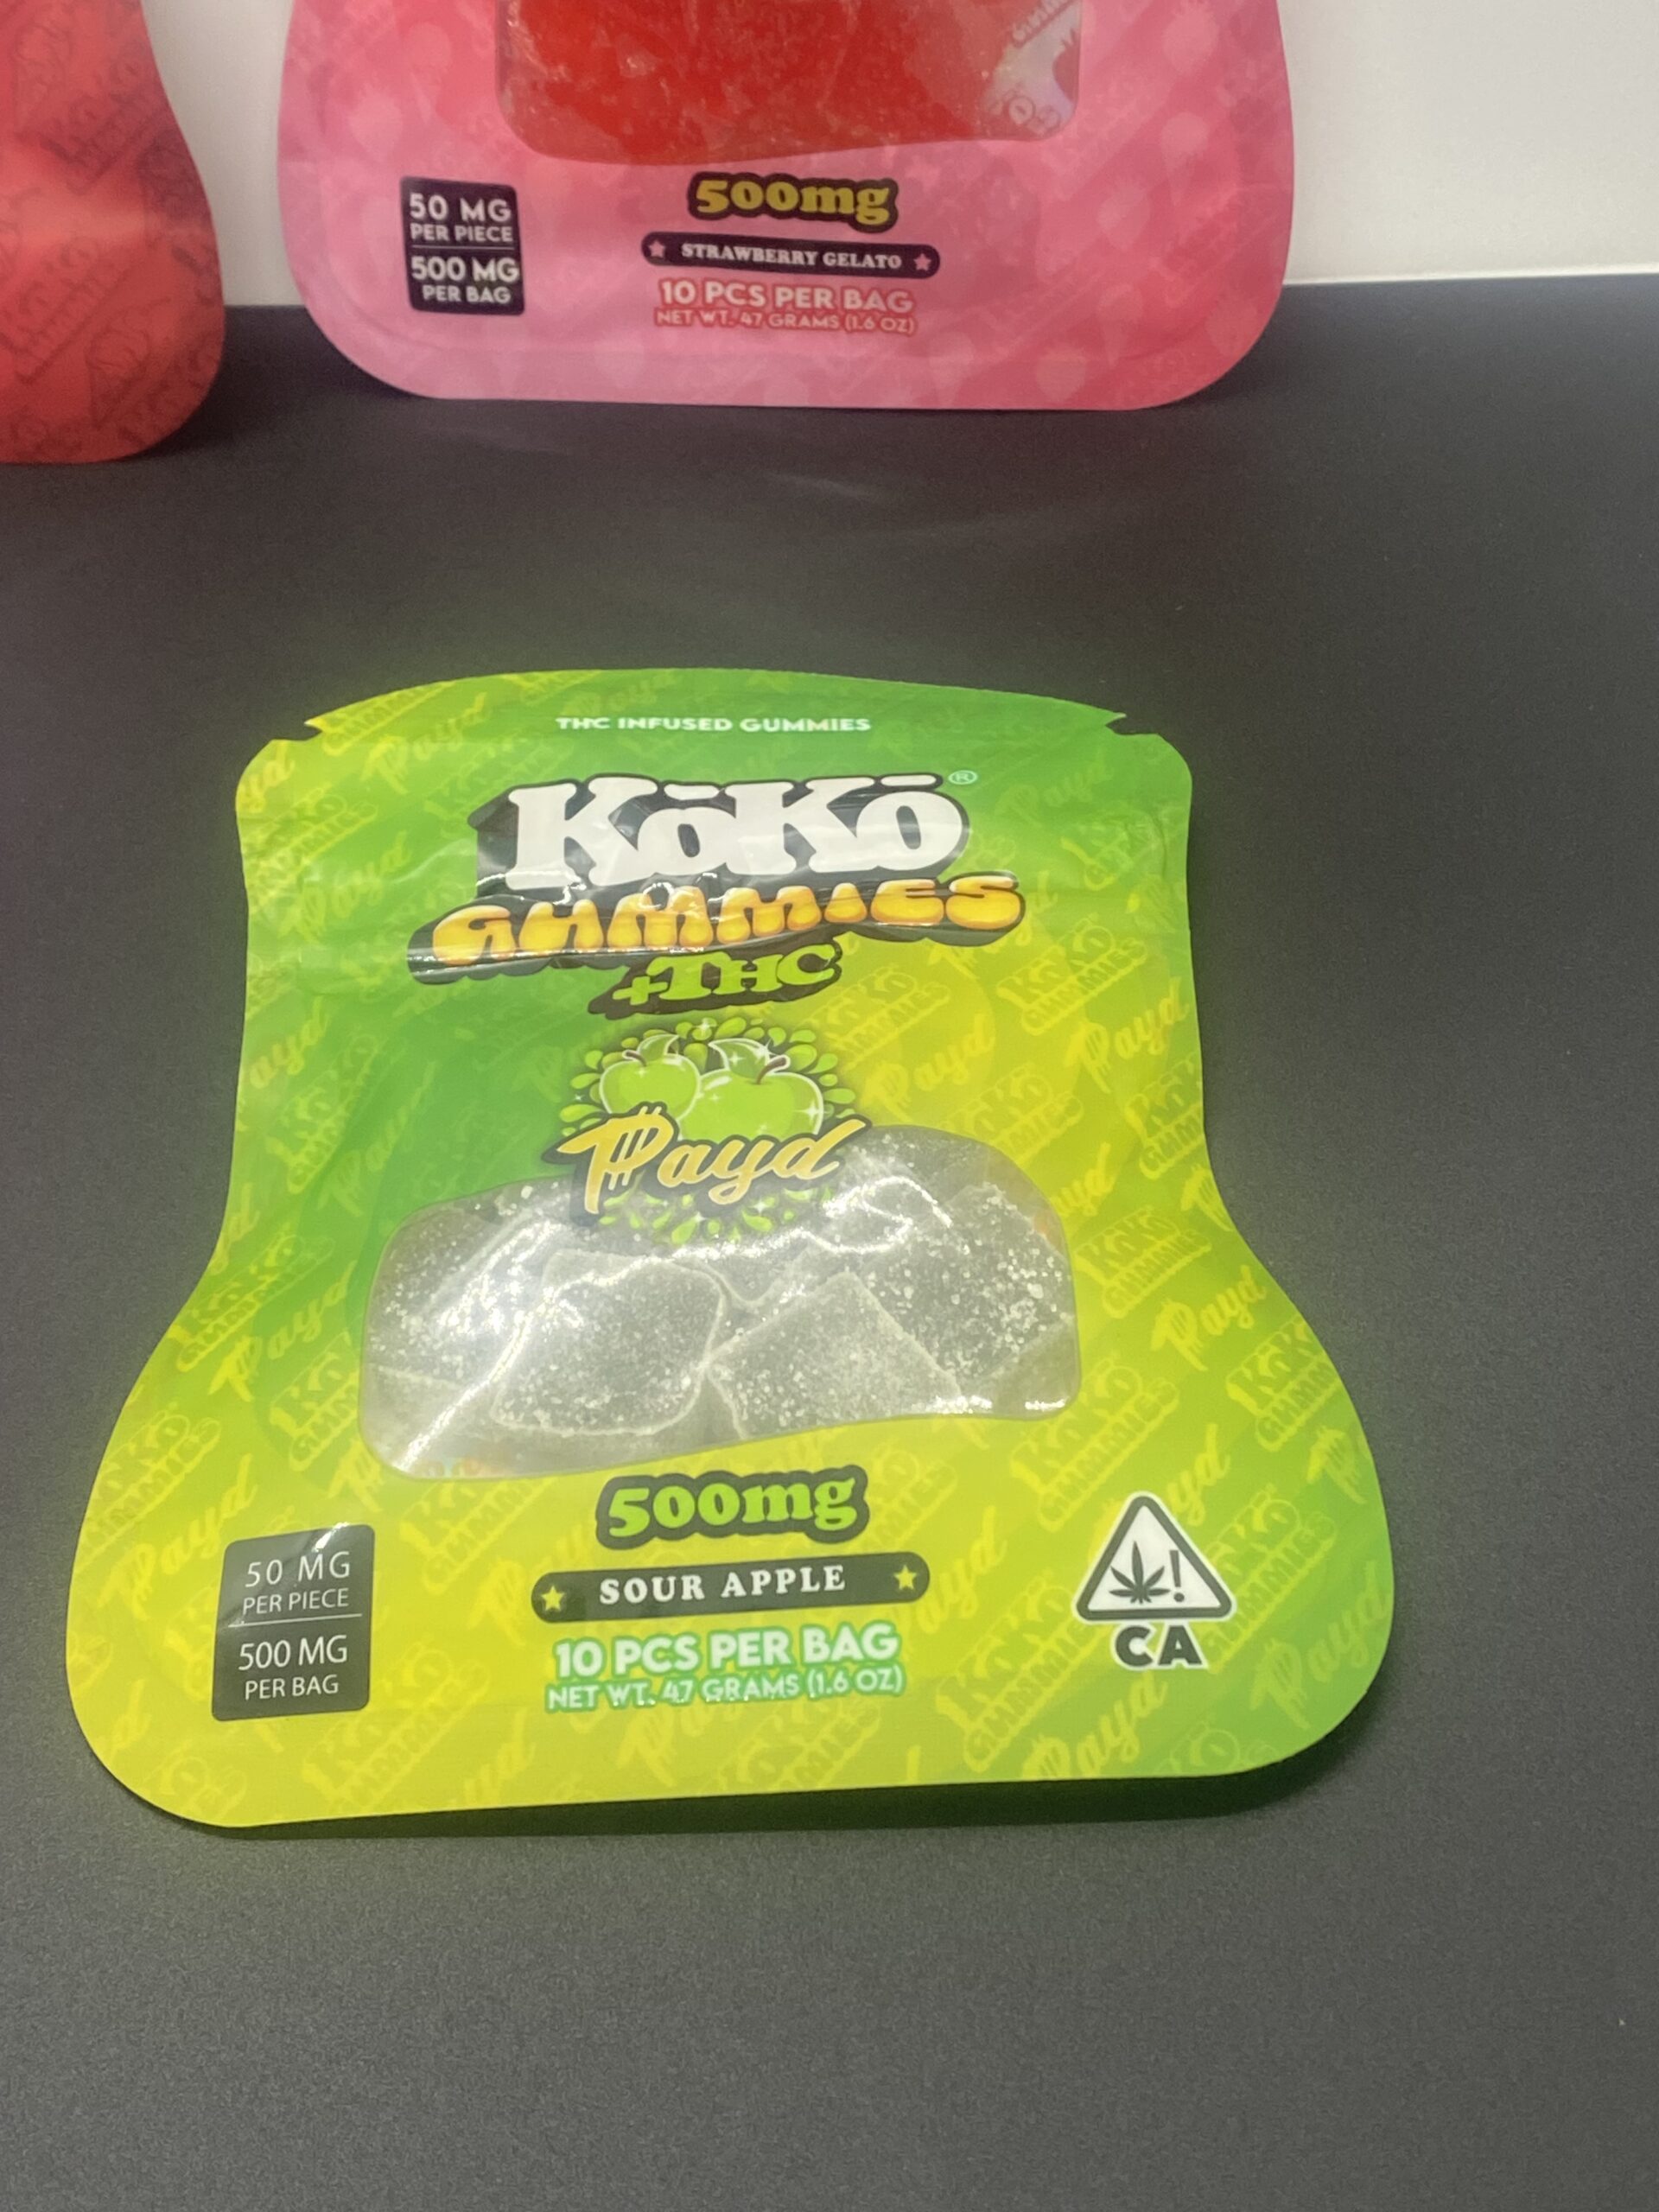 50 MG
PER PIECE
500 MG
PER BAG
500mg
STRAWBERRY GELATO
10 PCS PER BAG
NET WT. 47 GRAMS (1.6 OZ)
THC INFUSED GUMMIES
KōKō®
GUMMIES
+THC
Payd
500mg
SOUR APPLE
10 PCS PER BAG
NET WT. 47 GRAMS (1.6 OZ)
50 MG
PER PIECE
500 MG
PER BAG
CA